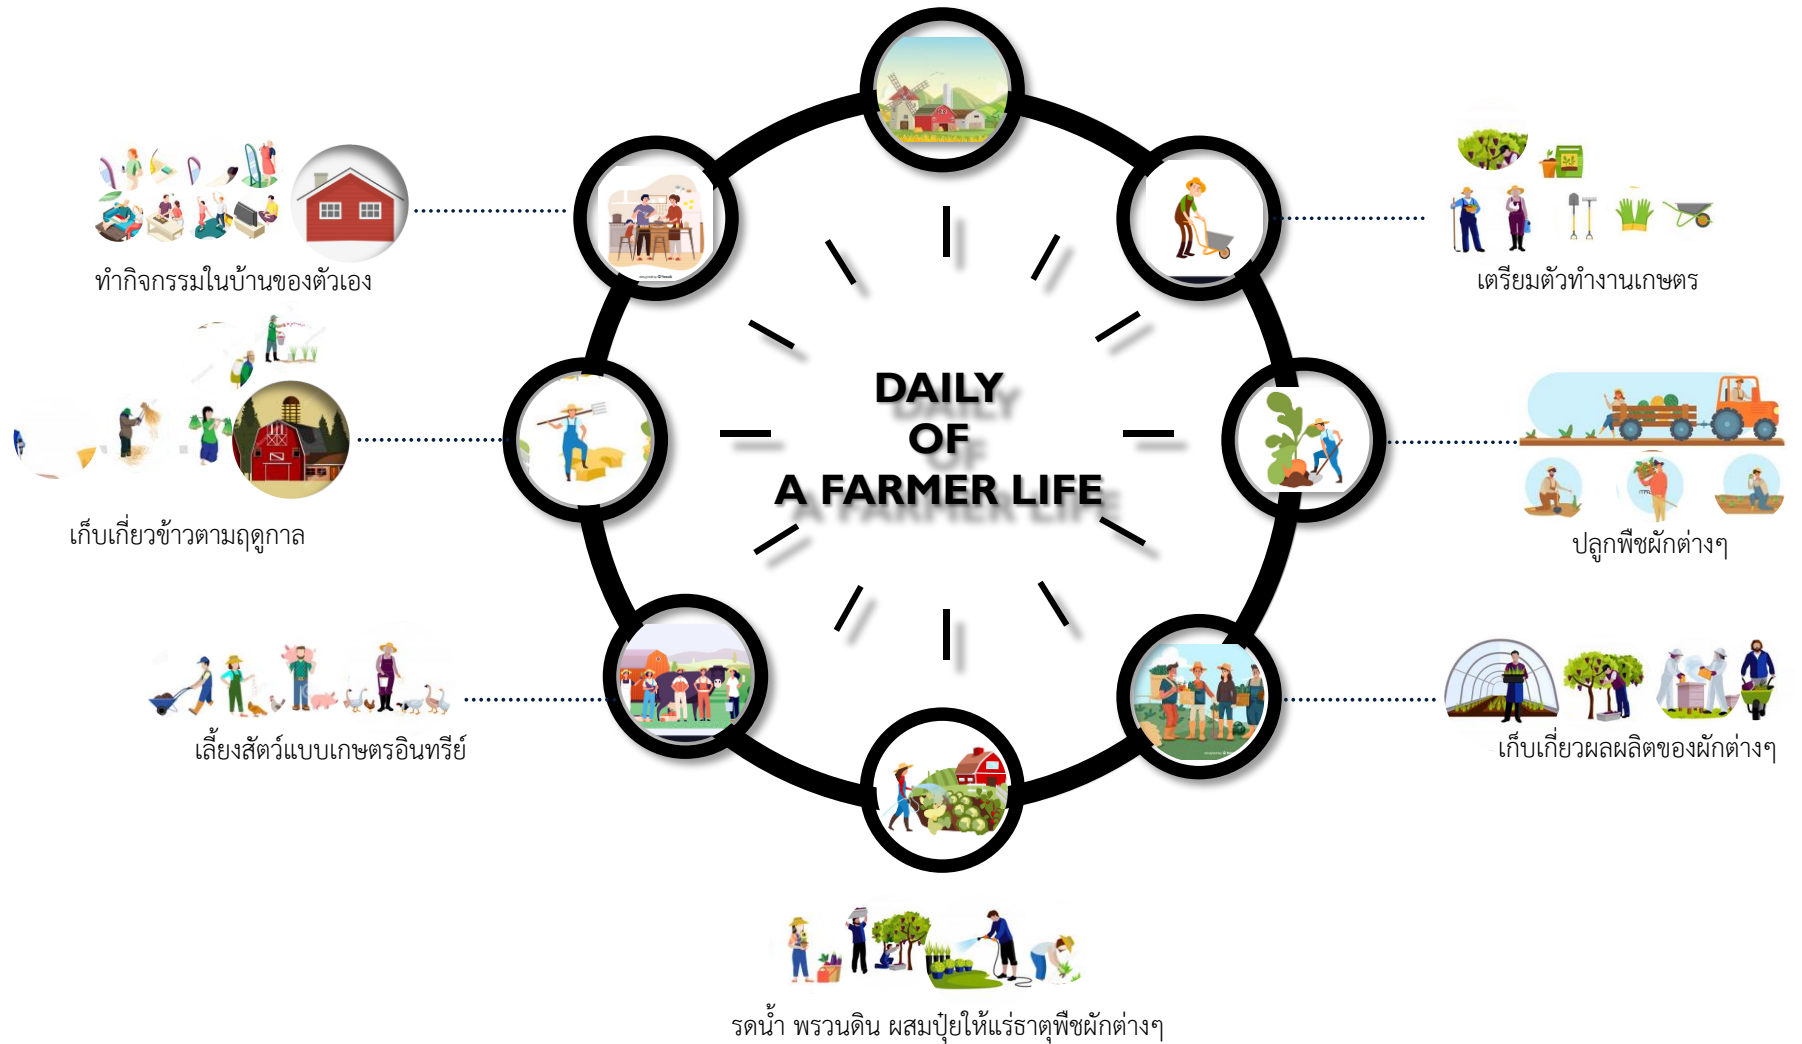 DAILY
OF
A FARMER LIFE
เตรียมตัวทำงานเกษตร
ปลูกพืชผักต่างๆ
เก็บเกี่ยวผลผลิตของผักต่างๆ
รดน้ำ พรวนดิน ผสมปุ๋ยให้แร่ธาตุพืชผักต่างๆ
เลี้ยงสัตว์แบบเกษตรอินทรีย์
เก็บเกี่ยวข้าวตามฤดูกาล
ทำกิจกรรมในบ้านของตัวเอง